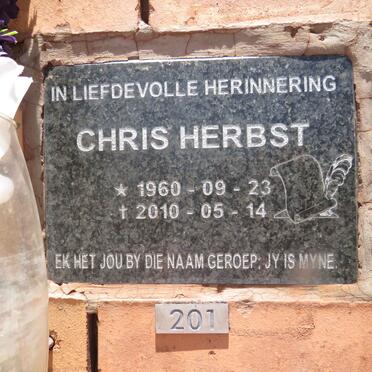 IN LIEFDEVOLLE HERINNERING
CHRIS HERBST
★ 1960 - 09 - 23
† 2010 - 05 - 14
EK HET JOU BY DIE NAAM GEROEP; JY IS MYNE.
201